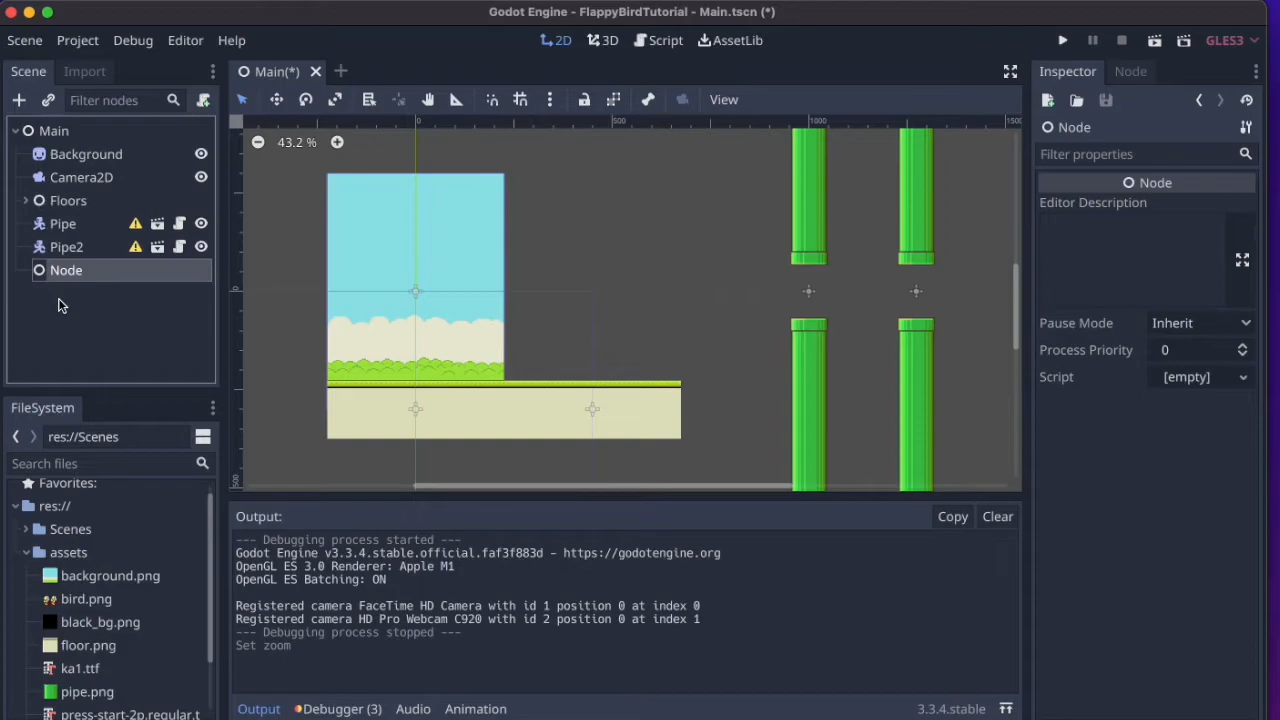 Godot Engine - FlappyBirdTutorial - Main.tscn (*)
Scene Project Debug Editor Help
2D 3D Script AssetLib
GLES3
Scene Import
Main(*)
Inspector Node
Filter nodes
View
Main
Background
Camera2D
Floors
Pipe
Pipe2
Node
43.2 %
0 500 1000 1500
0
500
Node
Filter properties
Node
Editor Description
Pause Mode Inherit
Process Priority 0
Script [empty]
FileSystem
res://Scenes
Search files
Favorites:
res://
Scenes
assets
background.png
bird.png
black_bg.png
floor.png
ka1.ttf
pipe.png
press-start-2p.regular.t
Output:
Copy Clear
--- Debugging process started ---
Godot Engine v3.3.4.stable.official.faf3f883d - https://godotengine.org
OpenGL ES 3.0 Renderer: Apple M1
OpenGL ES Batching: ON
Registered camera FaceTime HD Camera with id 1 position 0 at index 0
Registered camera HD Pro Webcam C920 with id 2 position 0 at index 1
--- Debugging process stopped ---
Set zoom
Output Debugger (3) Audio Animation
3.3.4.stable